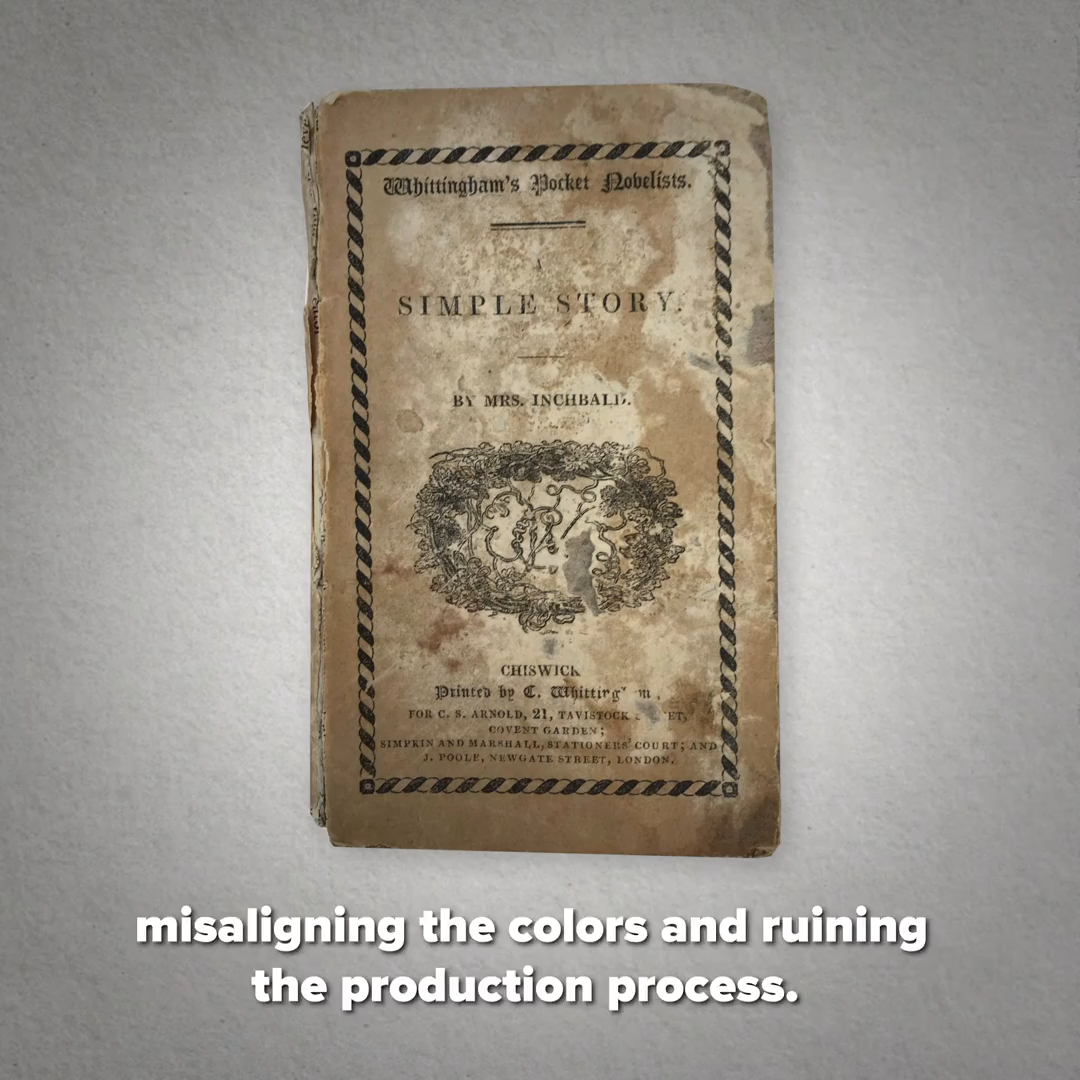 Whittingham's Pocket Novelists.
A
SIMPLE STORY.
BY MRS. INCHBALD.
CHISWICK
Printed by C.
FOR C. S. ARNOLD, 21, TAVISTOCK
COVENT GARDEN;
SIMPKIN AND MARSHALL, STATIONERS' COURT; AND
J. POOLE, NEWGATE STREET, LONDON.
misaligning the colors and ruining
the production process.